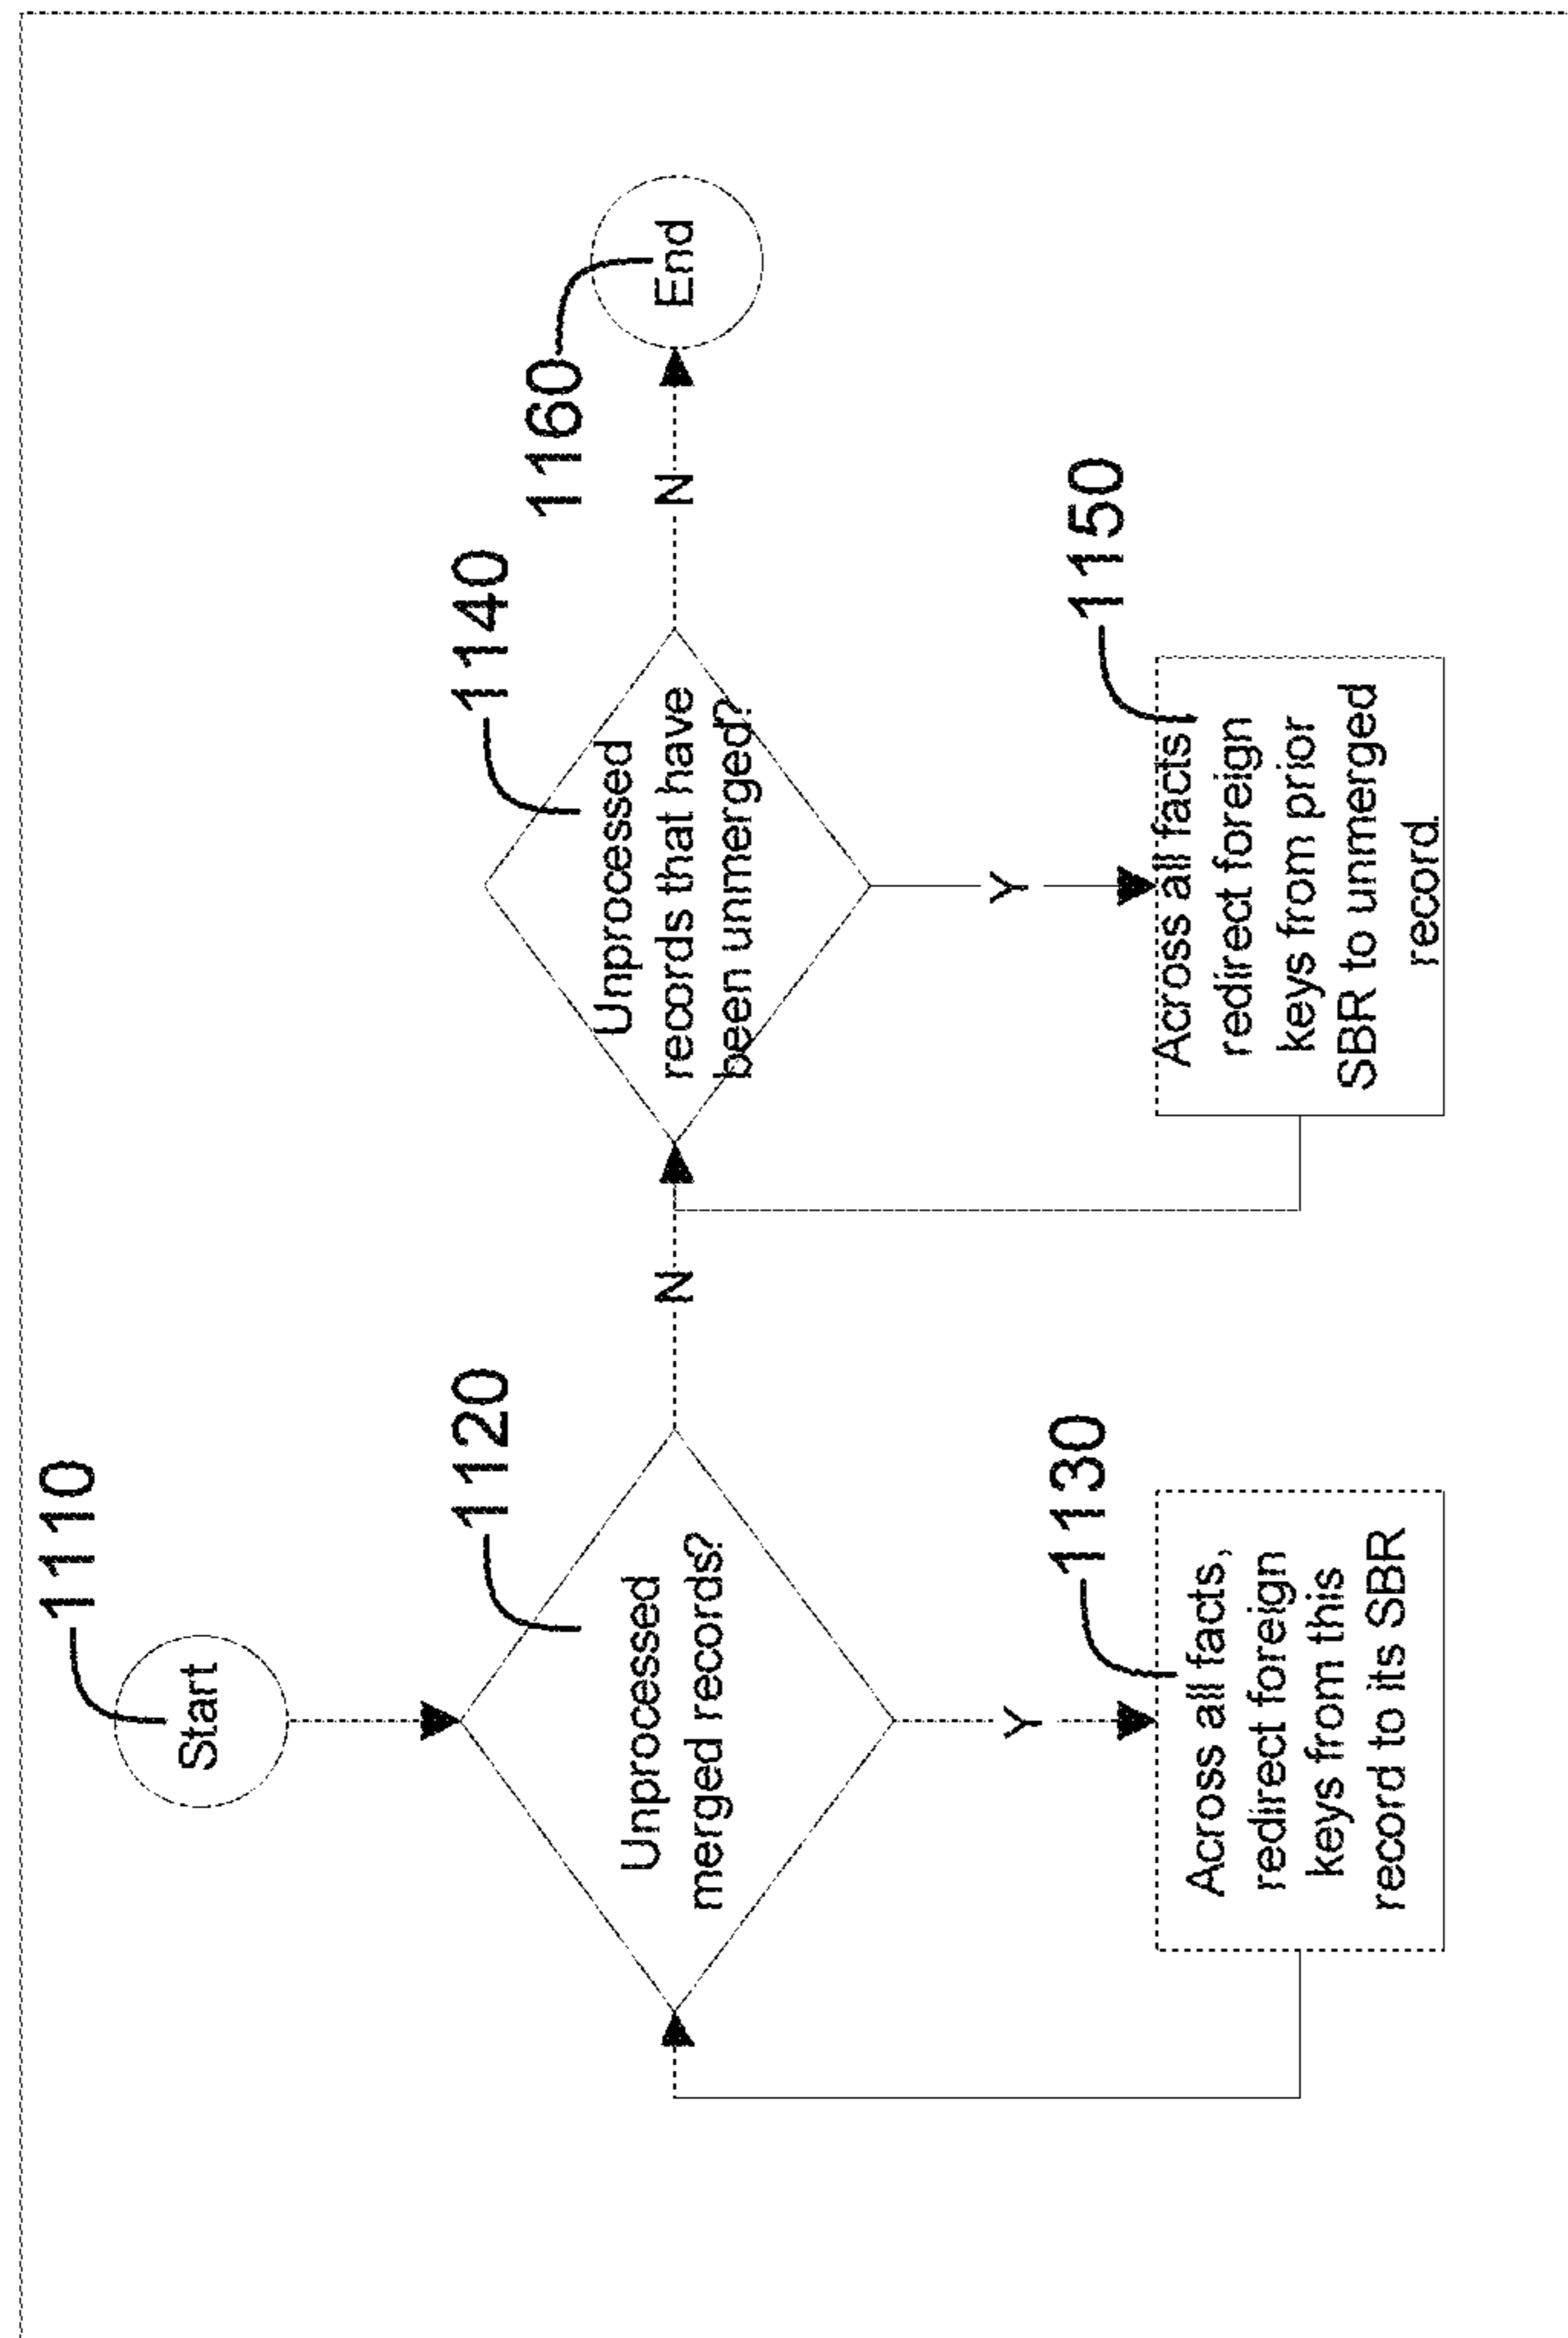 1110
Start
1120
Unprocessed
merged records?
N
Y
1130
Across all facts,
redirect foreign
keys from this
record to its SBR
1140
Unprocessed
records that have
been unmerged?
N
Y
1150
Across all facts
redirect foreign
keys from prior
SBR to unmerged
record.
1160
End